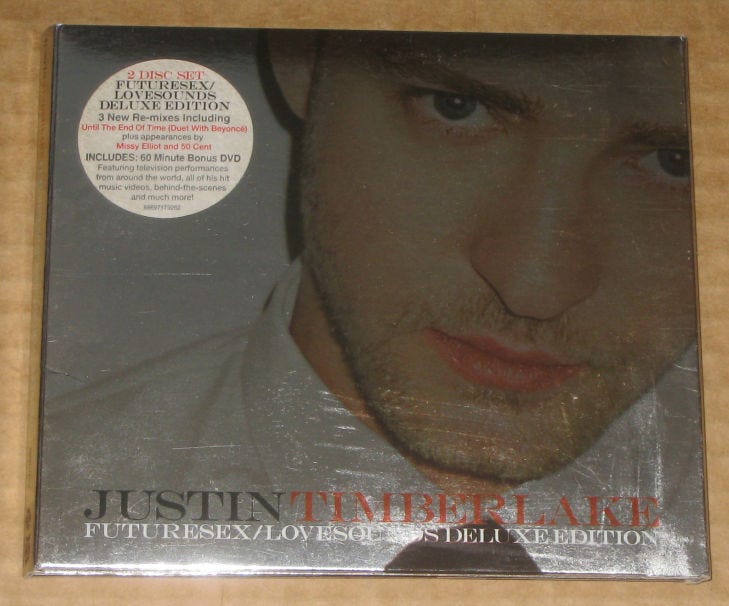 2 DISC SET
FUTURESEX/
LOVESOUNDS
DELUXE EDITION
3 New Re-mixes Including
Until The End Of Time (Duet With Beyoncé)
plus appearances by
Missy Elliot and 50 Cent
INCLUDES: 60 Minute Bonus DVD
Featuring television performances
from around the world, all of his hit
music videos, behind-the-scenes
and much more!
JUSTIN TIMBERLAKE
FUTURESEX/LOVESOUNDS DELUXE EDITION